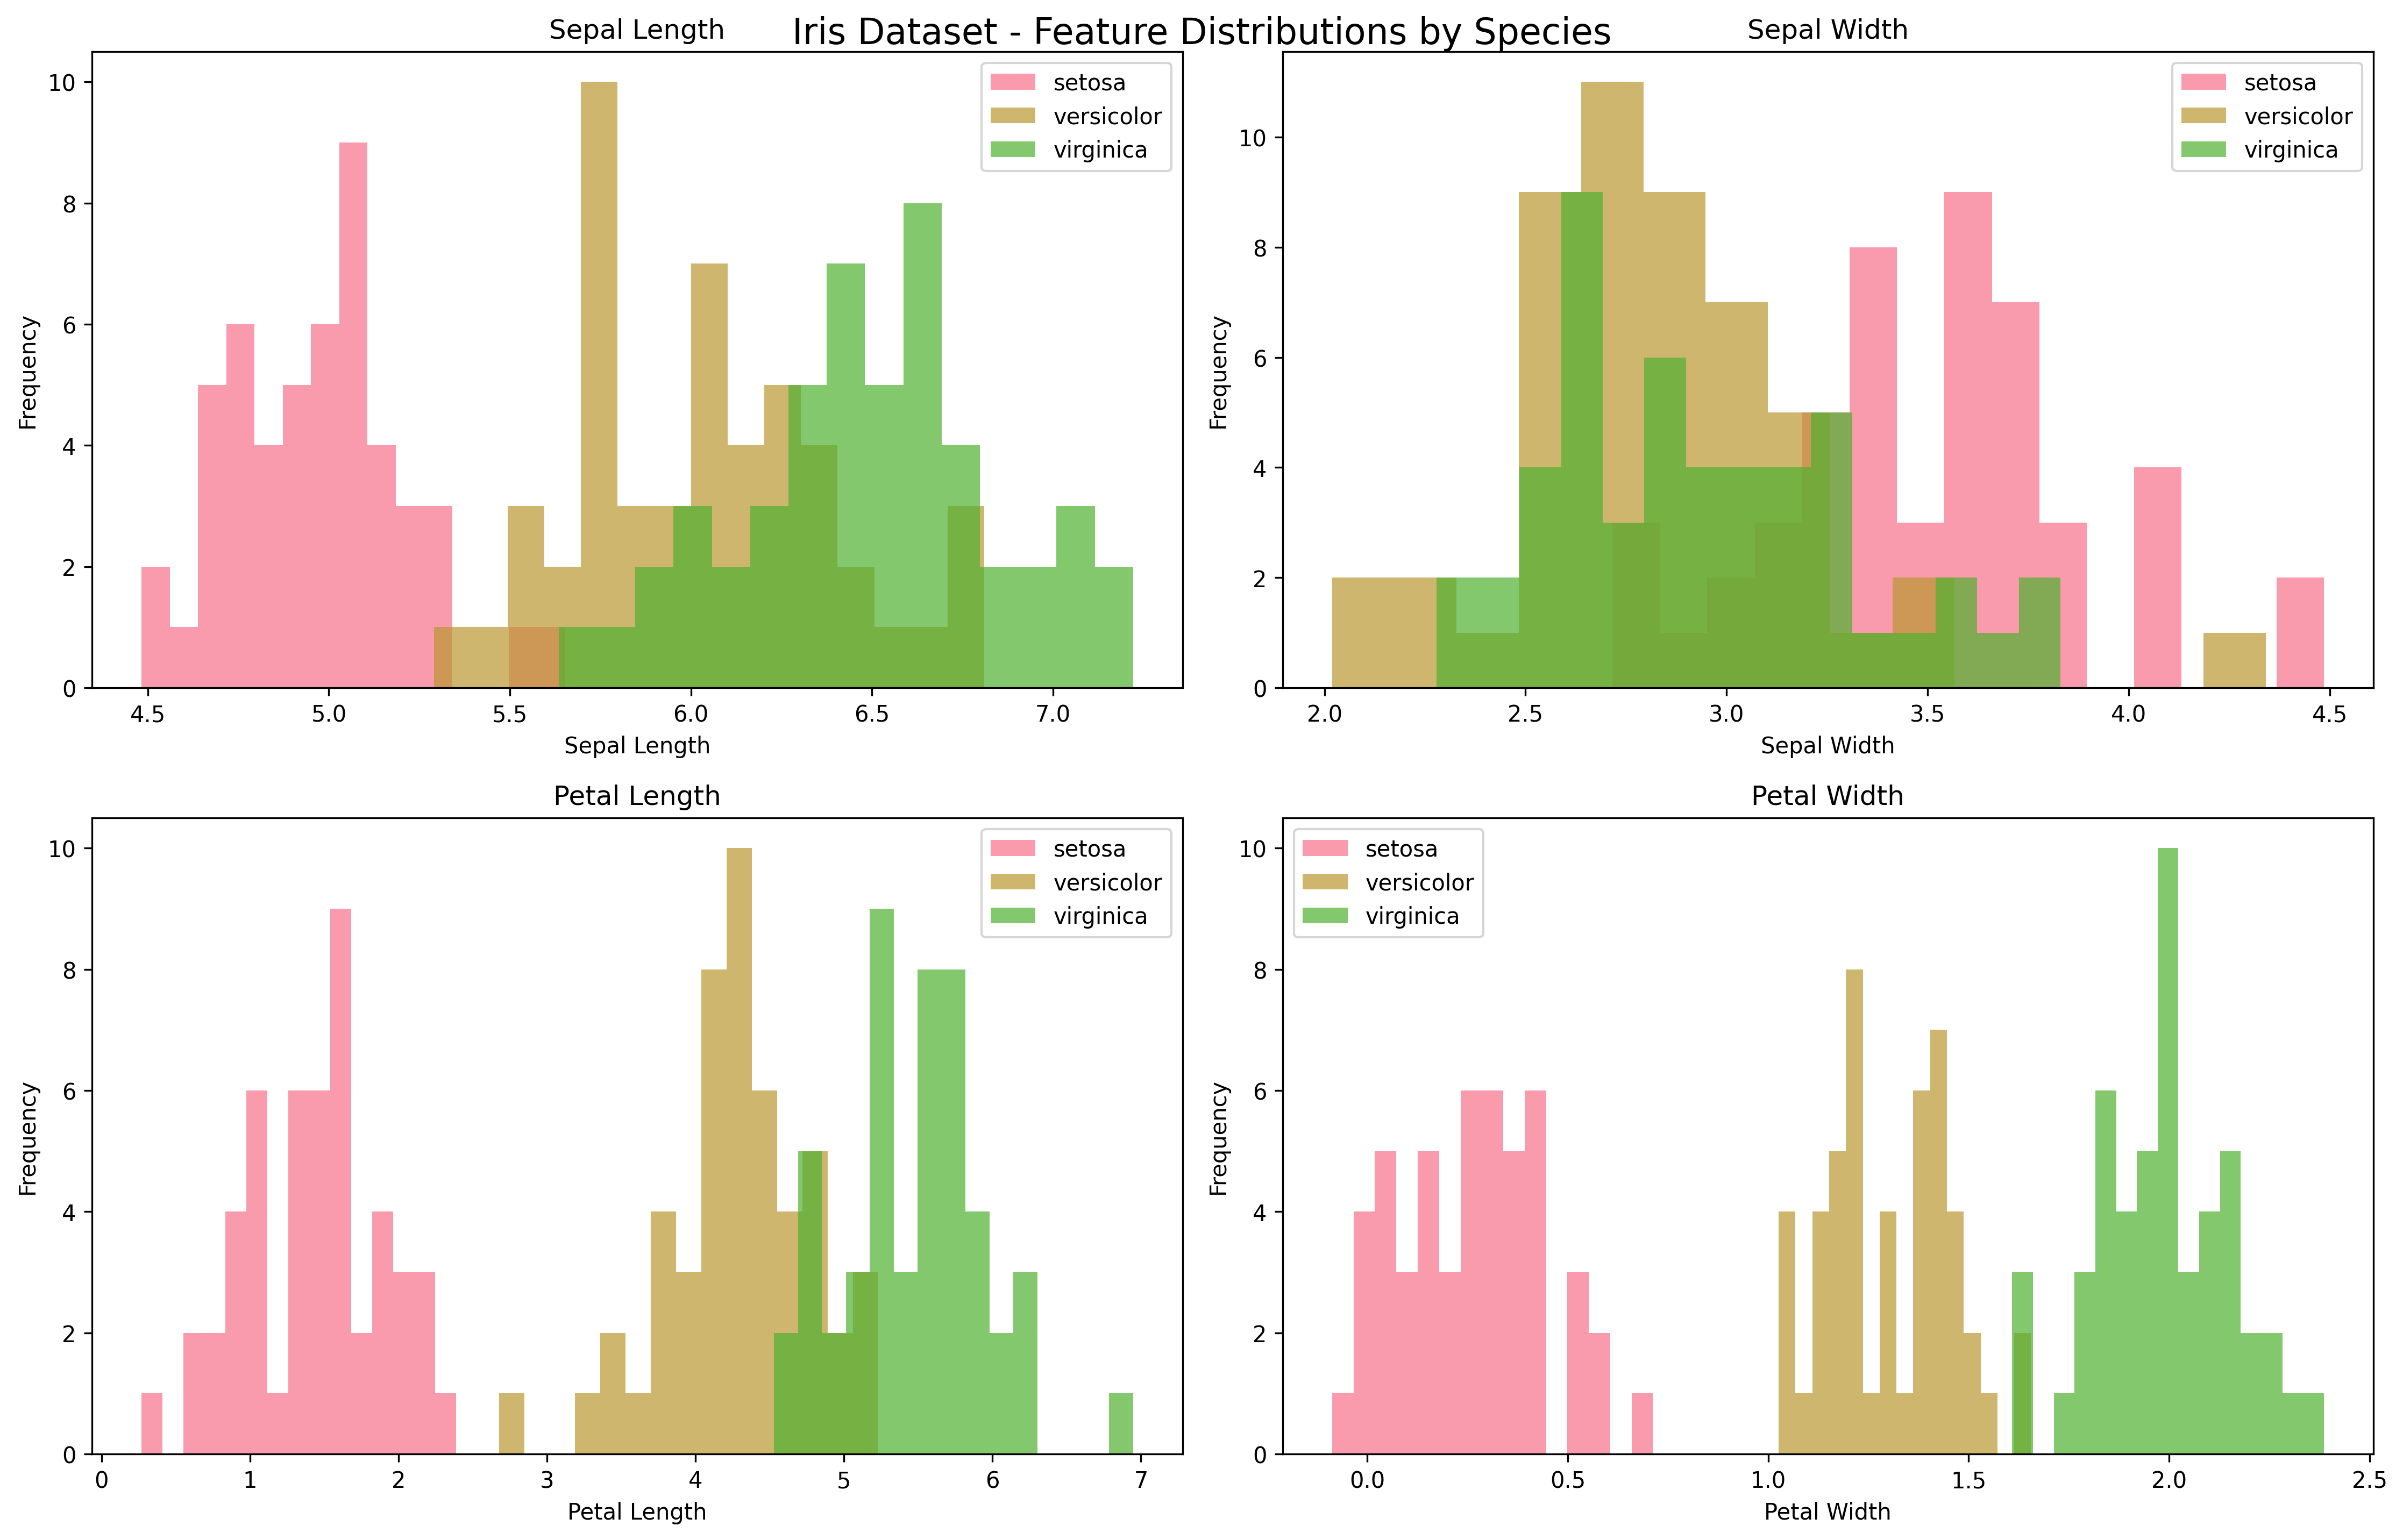 Iris Dataset - Feature Distributions by Species
Sepal Length
setosa
versicolor
virginica
Frequency
10
8
6
4
2
0
4.5 5.0 5.5 6.0 6.5 7.0
Sepal Length
Sepal Width
setosa
versicolor
virginica
Frequency
10
8
6
4
2
0
2.0 2.5 3.0 3.5 4.0 4.5
Sepal Width
Petal Length
setosa
versicolor
virginica
Frequency
10
8
6
4
2
0
0 1 2 3 4 5 6 7
Petal Length
Petal Width
setosa
versicolor
virginica
Frequency
10
8
6
4
2
0
0.0 0.5 1.0 1.5 2.0 2.5
Petal Width